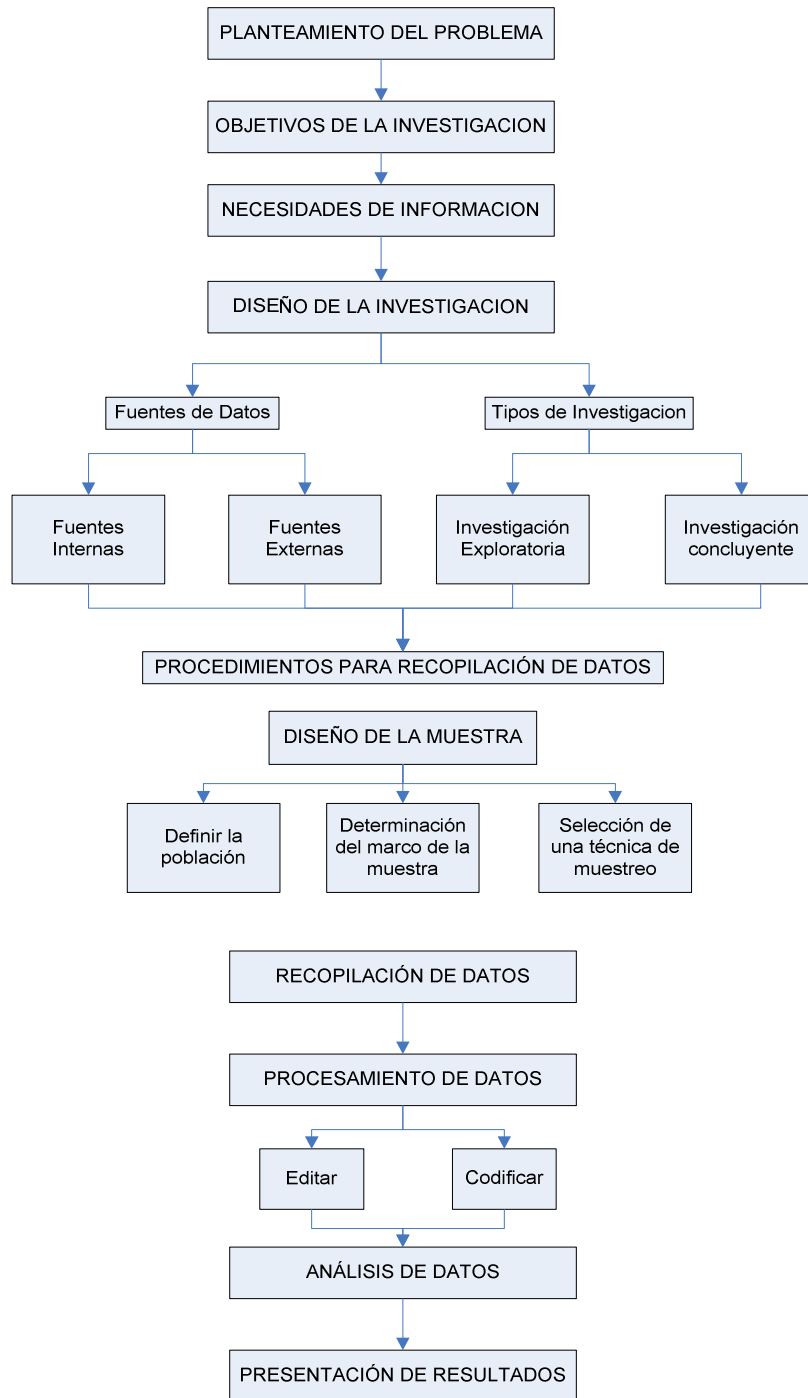 PLANTEAMIENTO DEL PROBLEMA
OBJETIVOS DE LA INVESTIGACION
NECESIDADES DE INFORMACION
DISEÑO DE LA INVESTIGACION
Fuentes de Datos
Tipos de Investigacion
Fuentes
Internas
Fuentes
Externas
Investigación
Exploratoria
Investigación
concluyente
PROCEDIMIENTOS PARA RECOPILACIÓN DE DATOS
DISEÑO DE LA MUESTRA
Definir la
población
Determinación
del marco de la
muestra
Selección de
una técnica de
muestreo
RECOPILACIÓN DE DATOS
PROCESAMIENTO DE DATOS
Editar
Codificar
ANÁLISIS DE DATOS
PRESENTACIÓN DE RESULTADOS